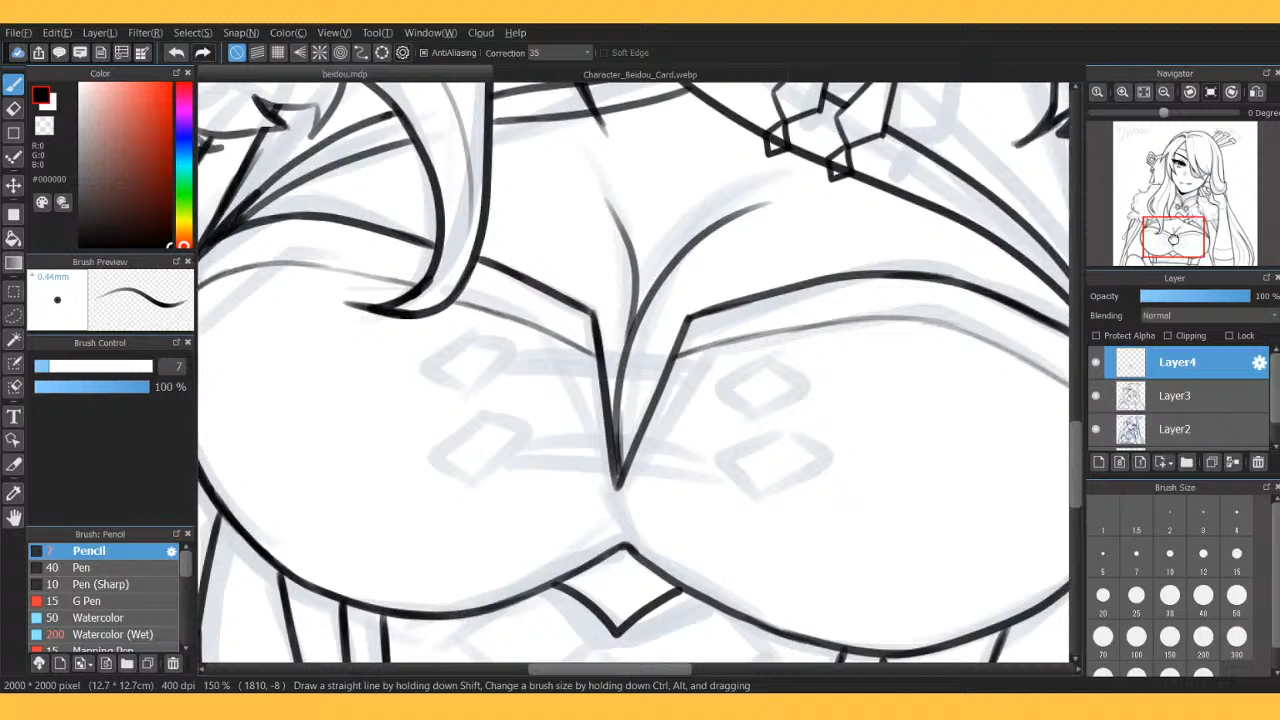 File(F) Edit(E) Layer(L) Filter(R) Select(S) Snap(N) Color(C) View(V) Tool(T) Window(W) Cloud Help
AntiAliasing Correction 35 Soft Edge
Color
beidou.mdp
Character_Beidou_Card.webp
Navigator
0 Degree
R:0
G:0
B:0
#000000
Brush Preview
0.44mm
Brush Control
7
100 %
Layer
Opacity 100 %
Blending Normal
Protect Alpha Clipping Lock
Layer4
Layer3
Layer2
Brush Size
1 1.5 2 3 4
5 7 10 12 15
20 25 30 40 50
70 100 150 200 300
Brush: Pencil
7 Pencil
40 Pen
10 Pen (Sharp)
15 G Pen
50 Watercolor
200 Watercolor (Wet)
15 Mapping Pen
2000 * 2000 pixel (12.7 * 12.7cm) 400 dpi 150 % ( 1810, -8 ) Draw a straight line by holding down Shift, Change a brush size by holding down Ctrl, Alt, and dragging